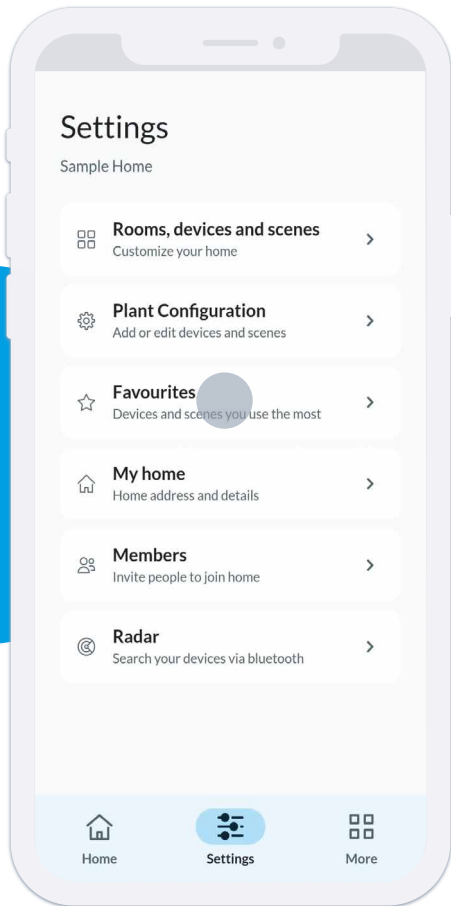 Settings
Sample Home
Rooms, devices and scenes
Customize your home
Plant Configuration
Add or edit devices and scenes
Favourites
Devices and scenes you use the most
My home
Home address and details
Members
Invite people to join home
Radar
Search your devices via bluetooth
Home
Settings
More